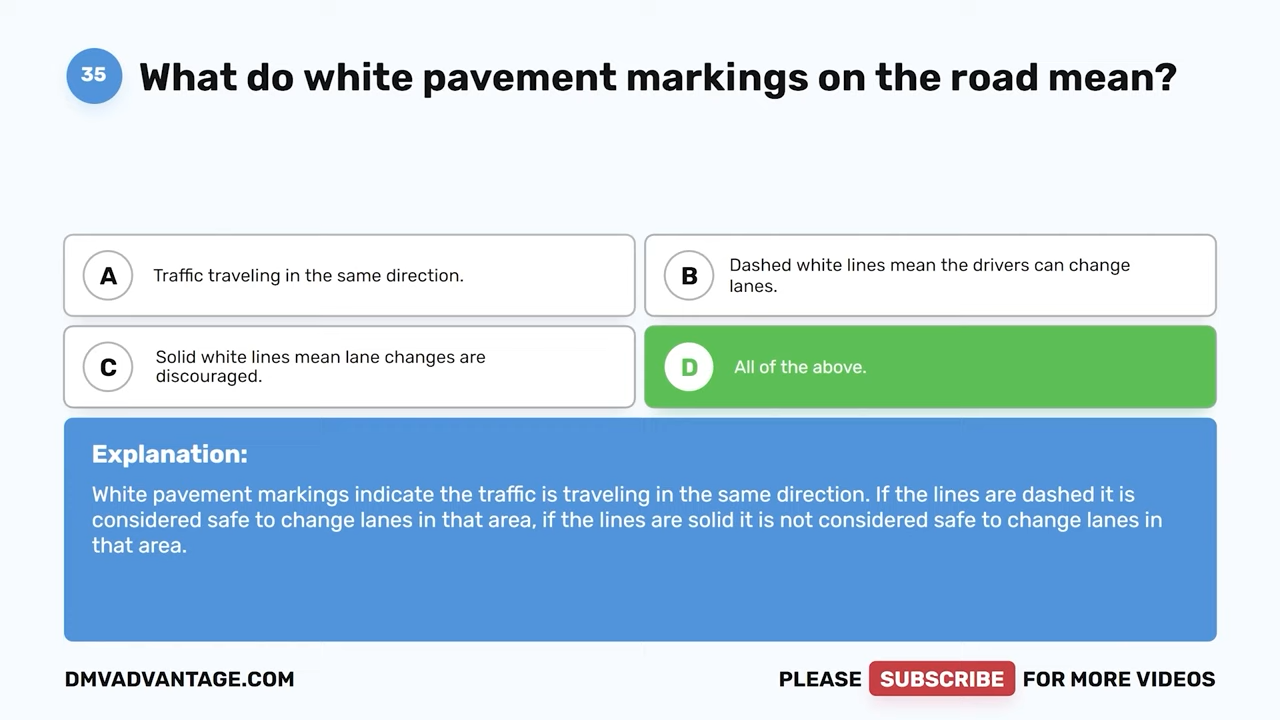 35 What do white pavement markings on the road mean?
A Traffic traveling in the same direction.
B Dashed white lines mean the drivers can change
lanes.
C Solid white lines mean lane changes are
discouraged.
D All of the above.
Explanation:
White pavement markings indicate the traffic is traveling in the same direction. If the lines are dashed it is
considered safe to change lanes in that area, if the lines are solid it is not considered safe to change lanes in
that area.
DMVADVANTAGE.COM
PLEASE SUBSCRIBE FOR MORE VIDEOS